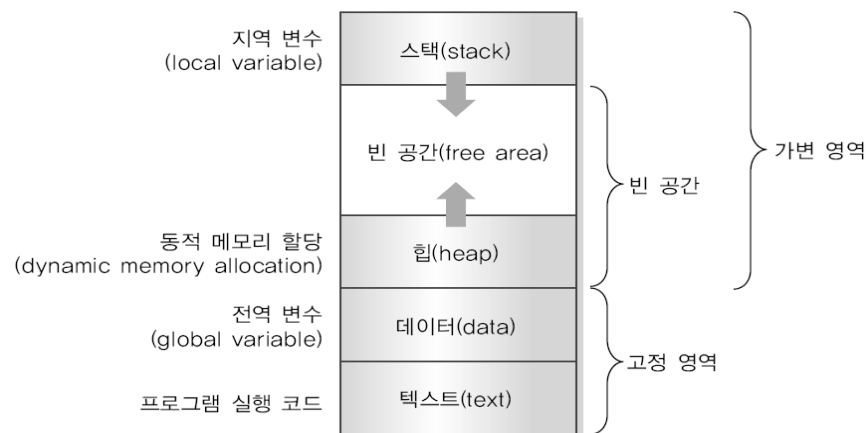 지역 변수
(local variable)
스택(stack)
빈 공간(free area)
가변 영역
빈 공간
동적 메모리 할당
(dynamic memory allocation)
힙(heap)
전역 변수
(global variable)
데이터(data)
고정 영역
프로그램 실행 코드
텍스트(text)